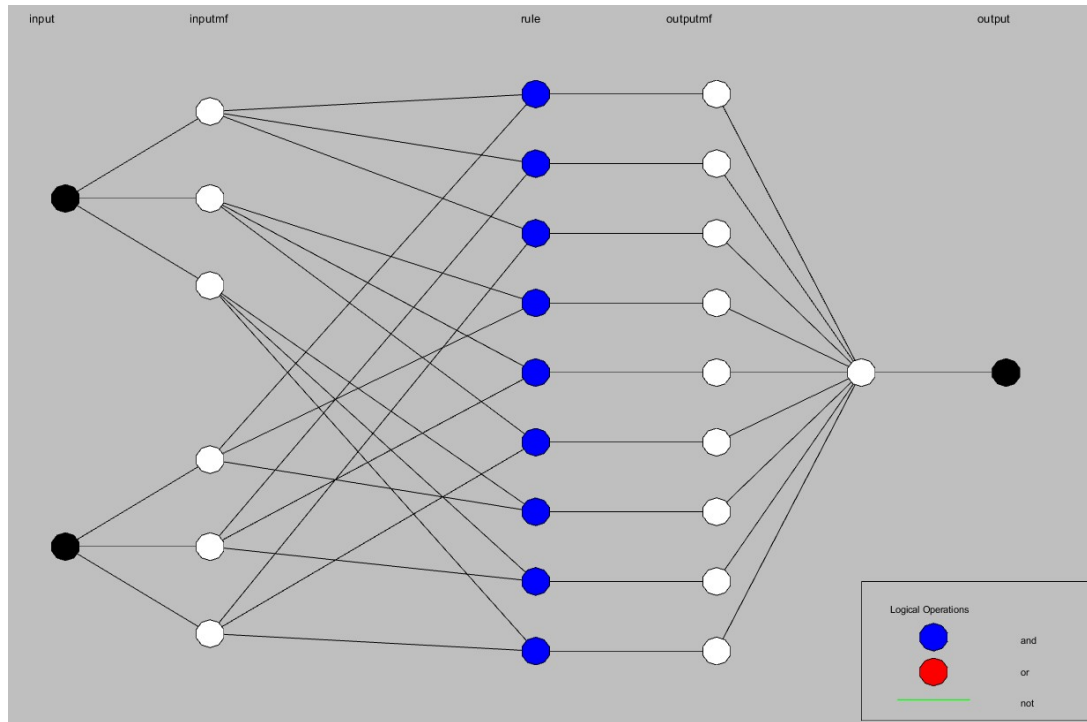 input inputmf rule outputmf output
Logical Operations
and
or
not